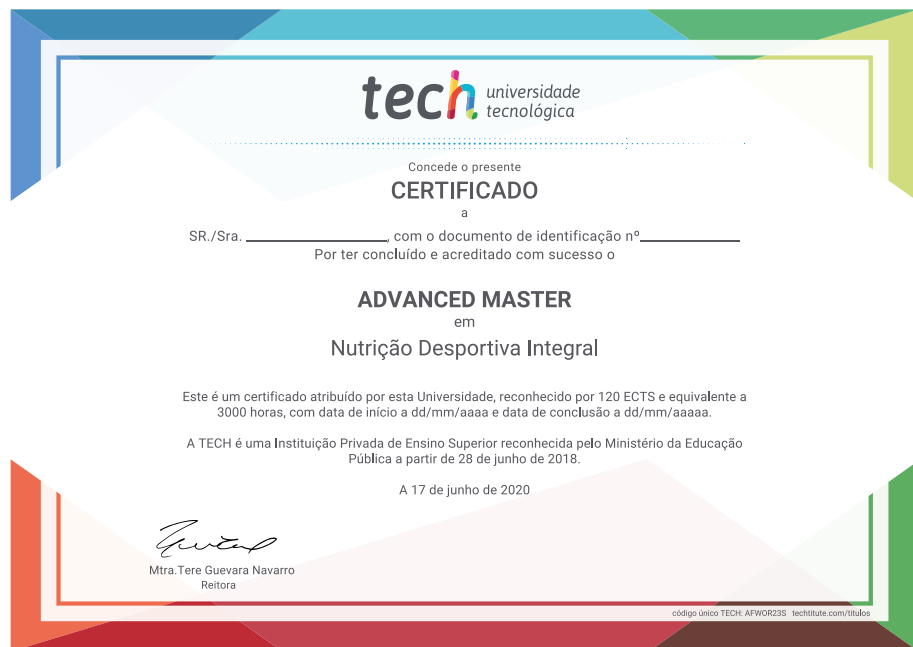 tech universidade
tecnológica
Concede o presente
CERTIFICADO
a
SR./Sra. ________________, com o documento de identificação nº________________
Por ter concluído e acreditado com sucesso o
ADVANCED MASTER
em
Nutrição Desportiva Integral
Este é um certificado atribuído por esta Universidade, reconhecido por 120 ECTS e equivalente a
3000 horas, com data de início a dd/mm/aaaa e data de conclusão a dd/mm/aaaaa.
A TECH é uma Instituição Privada de Ensino Superior reconhecida pelo Ministério da Educação
Pública a partir de 28 de junho de 2018.
A 17 de junho de 2020
Mtra.Tere Guevara Navarro
Reitora
código único TECH: AFWOR23S techtitute.com/titulos